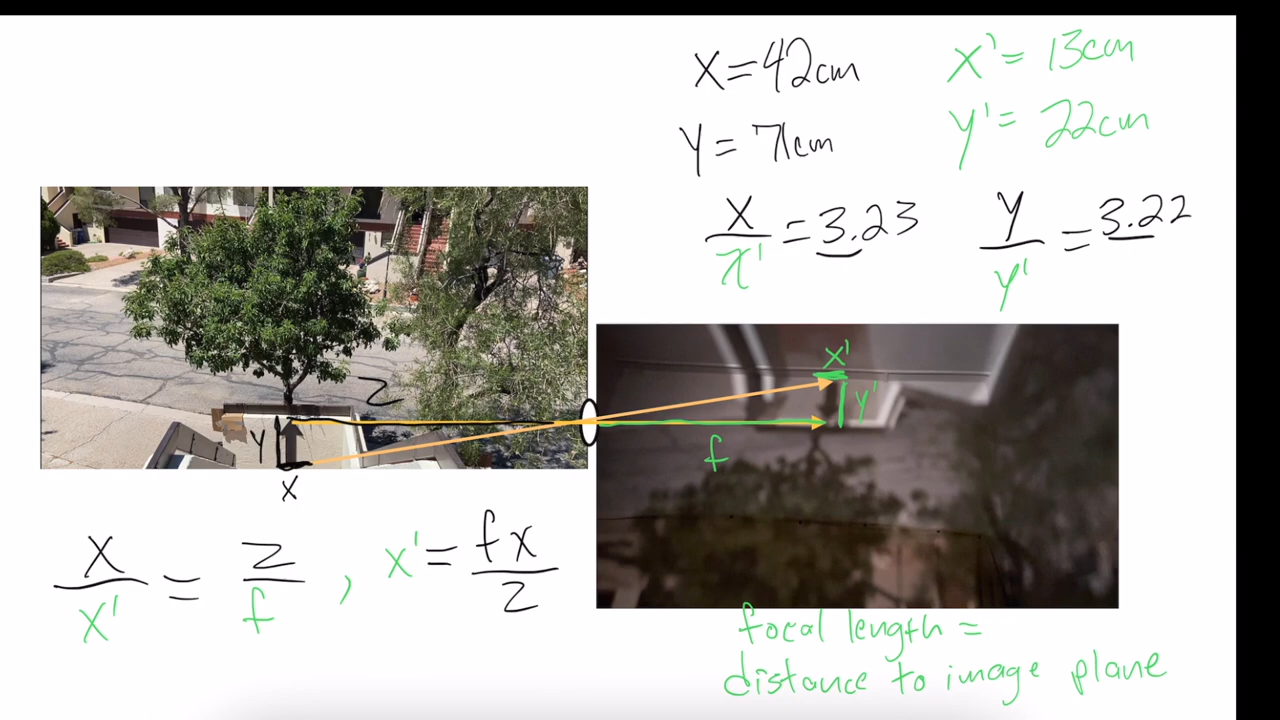 X = 42cm
x' = 13cm
Y = 71cm
y' = 22cm
X/x' = 3.23
Y/y' = 3.22
Z
Y
X
x'
y'
f
X/x' = Z/f , x' = fx/Z
focal length =
distance to image plane